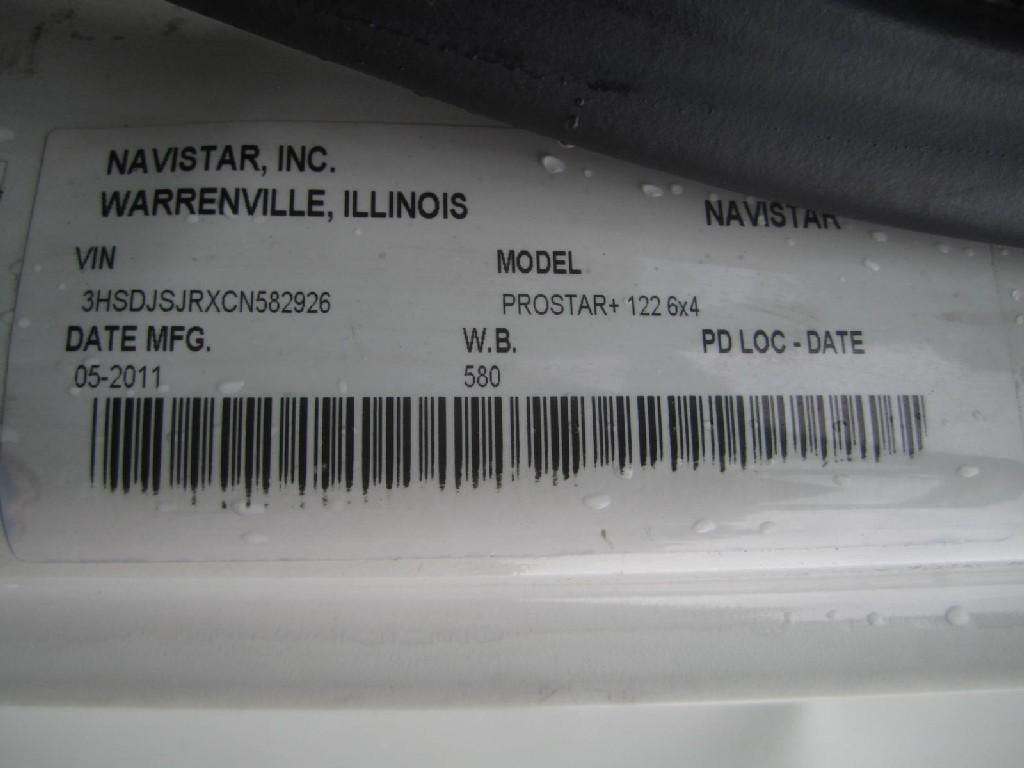 NAVISTAR, INC.
WARRENVILLE, ILLINOIS
NAVISTAR
VIN
MODEL
3HSDJSJRXCN582926
PROSTAR+ 122 6x4
DATE MFG.
W.B.
PD LOC - DATE
05-2011
580